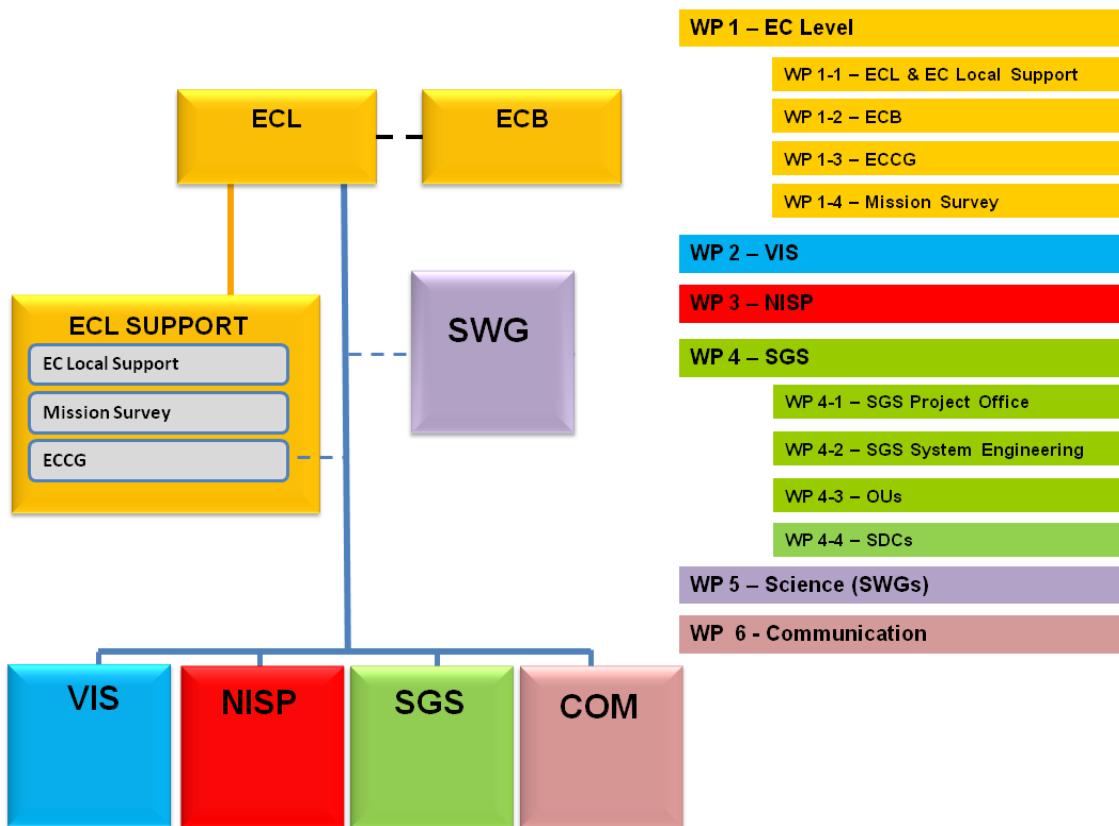 ECL
ECB
ECL SUPPORT
EC Local Support
Mission Survey
ECCG
SWG
VIS
NISP
SGS
COM
WP 1 – EC Level
WP 1-1 – ECL & EC Local Support
WP 1-2 – ECB
WP 1-3 – ECCG
WP 1-4 – Mission Survey
WP 2 – VIS
WP 3 – NISP
WP 4 – SGS
WP 4-1 – SGS Project Office
WP 4-2 – SGS System Engineering
WP 4-3 – OUs
WP 4-4 – SDCs
WP 5 – Science (SWGs)
WP 6 - Communication